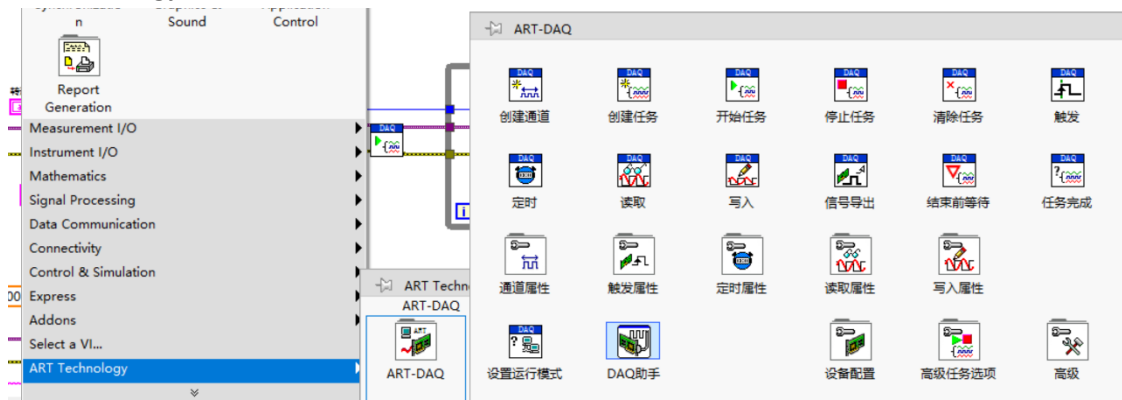 Sound
Control
n
Report
Generation
Measurement I/O
Instrument I/O
Mathematics
Signal Processing
Data Communication
Connectivity
Control & Simulation
Express
Addons
Select a VI...
ART Technology
ART Techn
ART-DAQ
ART-DAQ
ART-DAQ
DAQ DAQ DAQ DAQ DAQ DAQ
创建通道 创建任务 开始任务 停止任务 清除任务 触发
DAQ DAQ DAQ DAQ DAQ DAQ
定时 读取 写入 信号导出 结束前等待 任务完成
通道属性 触发属性 定时属性 读取属性 写入属性
DAQ
设置运行模式 DAQ助手 设备配置 高级任务选项 高级
DAQ
i
00
ART